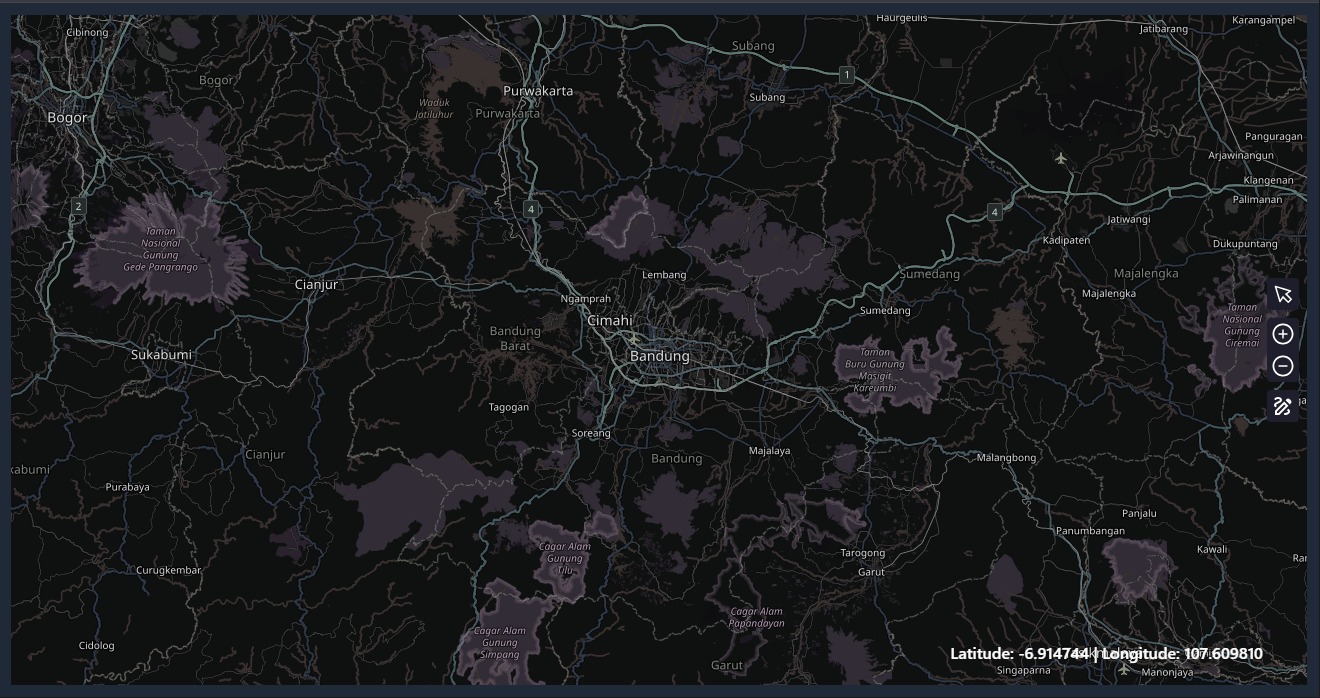 Haurgeulis
Karangampel
Cibinong
Jatibarang
Subang
1
Bogor
Purwakarta
Subang
Waduk
Jatiluhur
Purwakarta
Bogor
Panguragan
Arjawinangun
Klangenan
Palimanan
2
4
4
Jatiwangi
Taman
Nasional
Gunung
Gede Pangrango
Kadipaten
Dukupuntang
Lembang
Sumedang
Majalengka
Cianjur
Ngamprah
Majalengka
Sumedang
Cimahi
Taman
Nasional
Gunung
Ciremai
Bandung
Barat
Sukabumi
Bandung
Taman
Buru Gunung
Masigit
Kareumbi
Tagogan
Soreang
Cianjur
Bandung
Majalaya
Malangbong
kabumi
Purabaya
Panjalu
Panumbangan
Cagar Alam
Gunung
Tilu
Tarogong
Kawali
Curugkembar
Garut
Cagar Alam
Papandayan
Cagar Alam
Gunung
Simpang
Cidolog
Latitude: -6.914744 | Longitude: 107.609810
Garut
Singaparna
Manonjaya